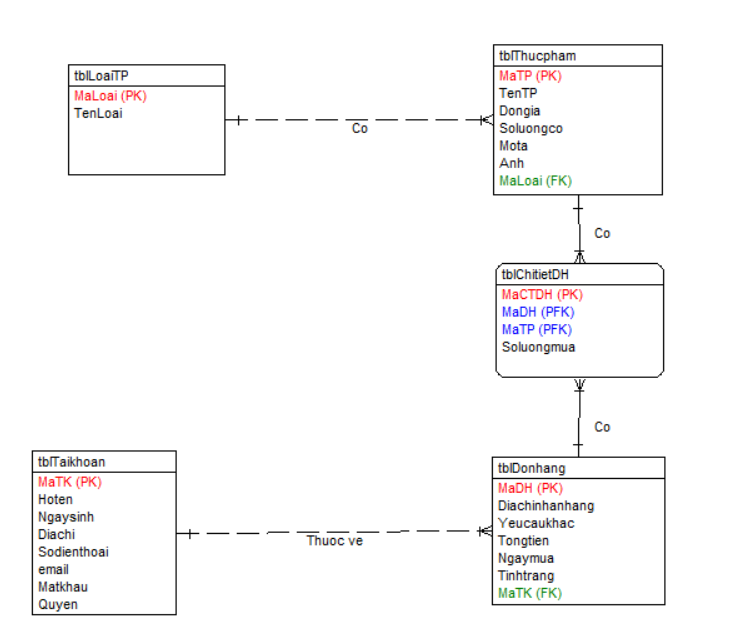 tblLoaiTP
MaLoai (PK)
TenLoai
Co
tblThucpham
MaTP (PK)
TenTP
Dongia
Soluongco
Mota
Anh
MaLoai (FK)
Co
tblChitietDH
MaCTDH (PK)
MaDH (PFK)
MaTP (PFK)
Soluongmua
Co
tblTaikhoan
MaTK (PK)
Hoten
Ngaysinh
Diachi
Sodienthoai
email
Matkhau
Quyen
Thuoc ve
tblDonhang
MaDH (PK)
Diachinhanhang
Yeucaukhac
Tongtien
Ngaymua
Tinhtrang
MaTK (FK)